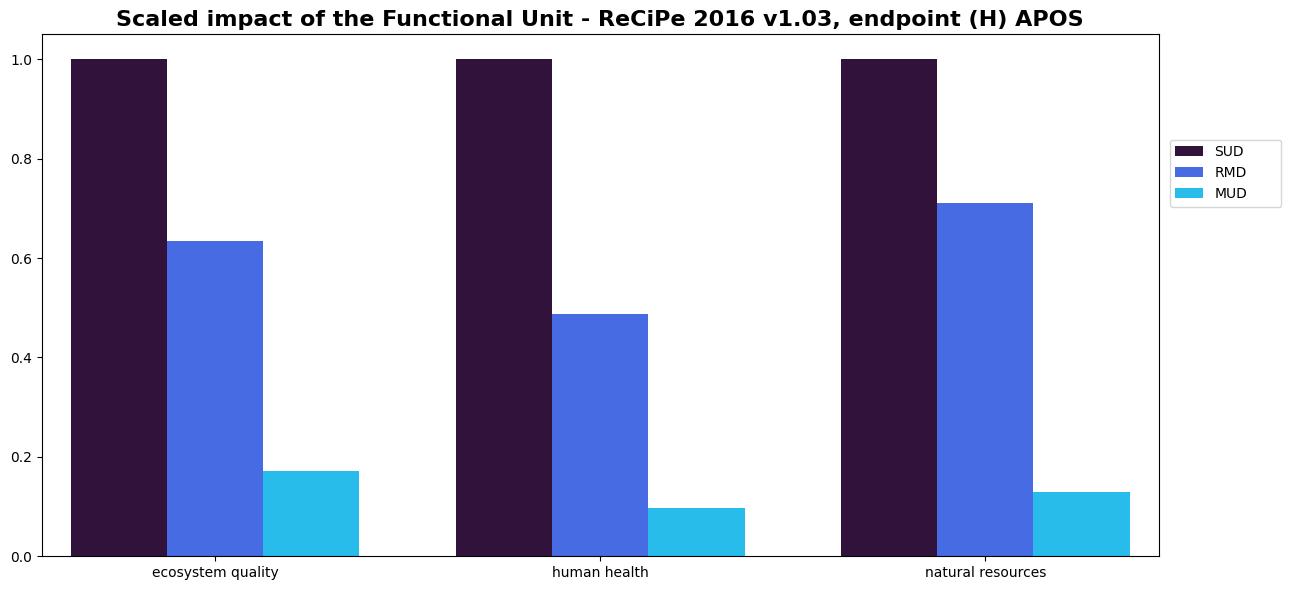 Scaled impact of the Functional Unit - ReCiPe 2016 v1.03, endpoint (H) APOS
1.0
0.8
0.6
0.4
0.2
0.0
ecosystem quality
human health
natural resources
SUD
RMD
MUD